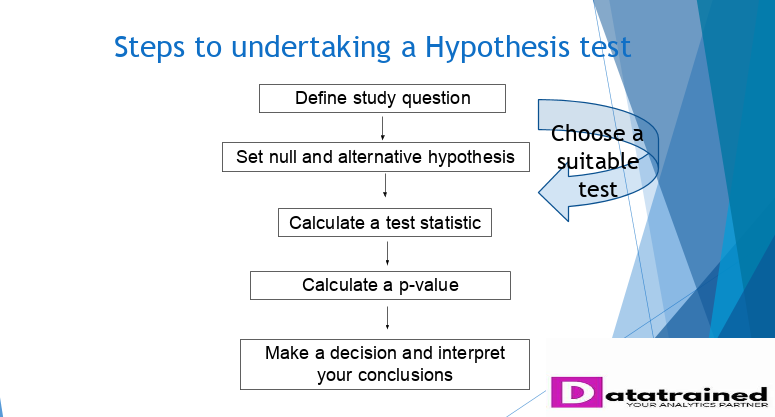 Steps to undertaking a Hypothesis test
Define study question
Set null and alternative hypothesis
Choose a
suitable
test
Calculate a test statistic
Calculate a p-value
Make a decision and interpret
your conclusions
Datatrained
YOUR ANALYTICS PARTNER